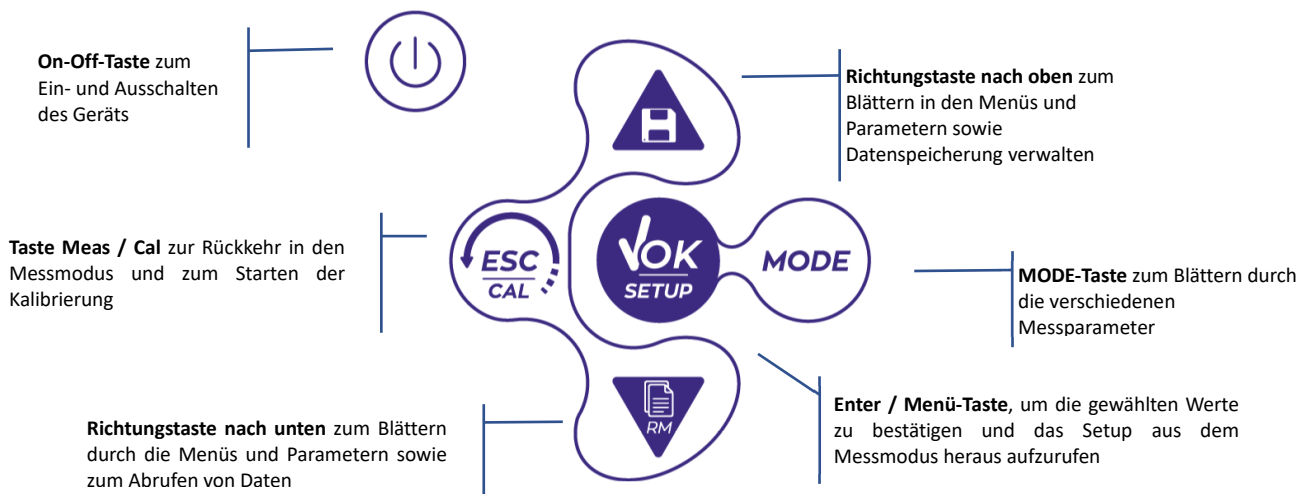 On-Off-Taste zum
Ein- und Ausschalten
des Geräts
Richtungstaste nach oben zum
Blättern in den Menüs und
Parametern sowie
Datenspeicherung verwalten
Taste Meas / Cal zur Rückkehr in den
Messmodus und zum Starten der
Kalibrierung
ESC
CAL
OK
SETUP
MODE
MODE-Taste zum Blättern durch
die verschiedenen
Messparameter
RM
Richtungstaste nach unten zum Blättern
durch die Menüs und Parametern sowie
zum Abrufen von Daten
Enter / Menü-Taste, um die gewählten Werte
zu bestätigen und das Setup aus dem
Messmodus heraus aufzurufen